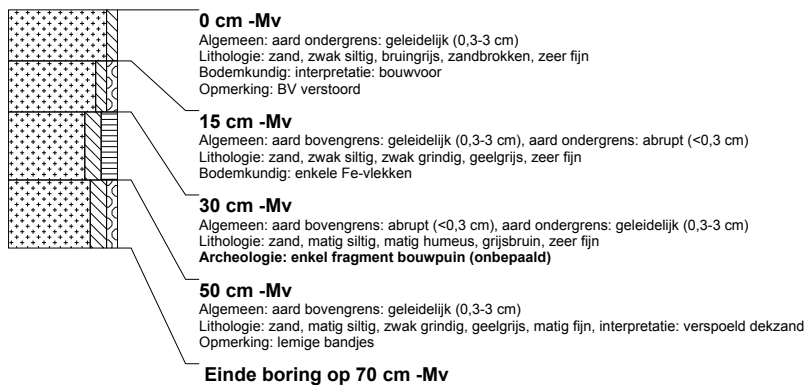 0 cm -Mv
Algemeen: aard ondergrens: geleidelijk (0,3-3 cm)
Lithologie: zand, zwak siltig, bruingrijs, zandbrokken, zeer fijn
Bodemkundig: interpretatie: bouwvoor
Opmerking: BV verstoord
15 cm -Mv
Algemeen: aard bovengrens: geleidelijk (0,3-3 cm), aard ondergrens: abrupt (<0,3 cm)
Lithologie: zand, zwak siltig, zwak grindig, geelgrijs, zeer fijn
Bodemkundig: enkele Fe-vlekken
30 cm -Mv
Algemeen: aard bovengrens: abrupt (<0,3 cm), aard ondergrens: geleidelijk (0,3-3 cm)
Lithologie: zand, matig siltig, matig humeus, grijsbruin, zeer fijn
Archeologie: enkel fragment bouwpuin (onbepaald)
50 cm -Mv
Algemeen: aard bovengrens: geleidelijk (0,3-3 cm)
Lithologie: zand, matig siltig, zwak grindig, geelgrijs, matig fijn, interpretatie: verspoeld dekzand
Opmerking: lemige bandjes
Einde boring op 70 cm -Mv